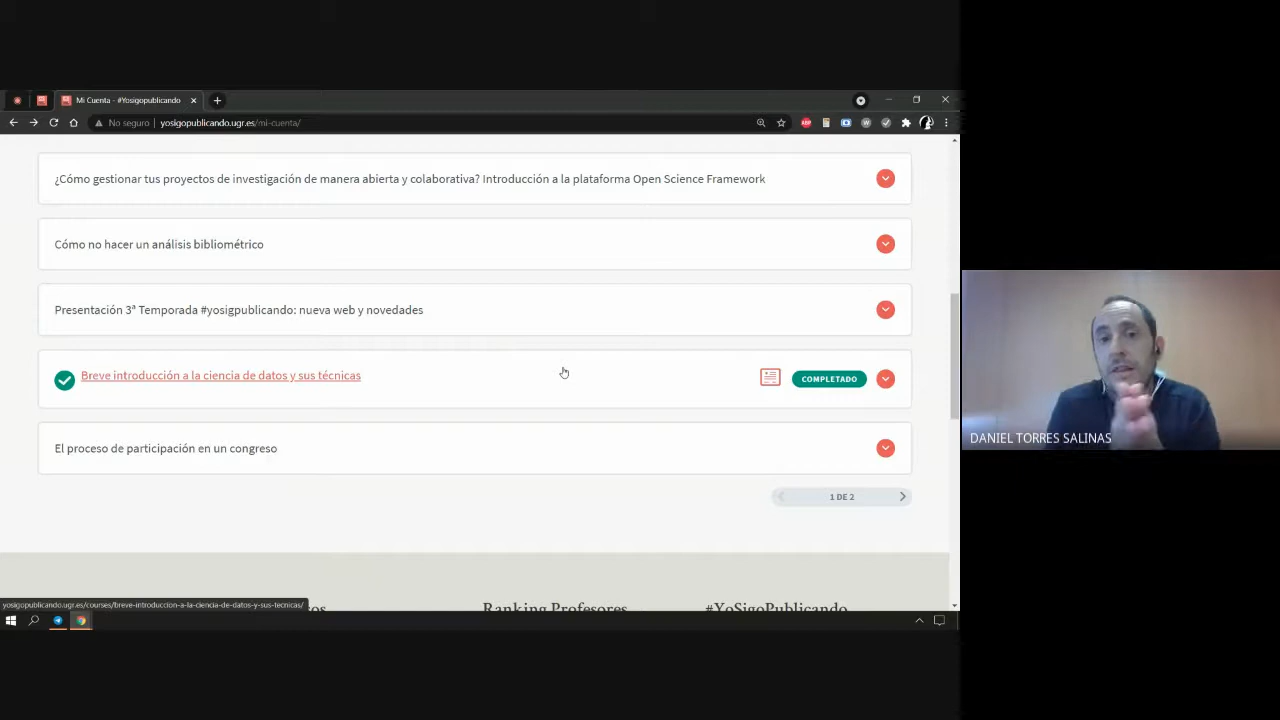 Mi Cuenta - #Yosigopublicando
No seguro | yosigopublicando.ugr.es/mi-cuenta/
ABP
¿Cómo gestionar tus proyectos de investigación de manera abierta y colaborativa? Introducción a la plataforma Open Science Framework
Cómo no hacer un análisis bibliométrico
Presentación 3ª Temporada #yosigpublicando: nueva web y novedades
Breve introducción a la ciencia de datos y sus técnicas
COMPLETADO
El proceso de participación en un congreso
1 DE 2
Ranking Profesores
#YoSigoPublicando
yosigopublicando.ugr.es/courses/breve-introduccion-a-la-ciencia-de-datos-y-sus-tecnicas/
DANIEL TORRES SALINAS